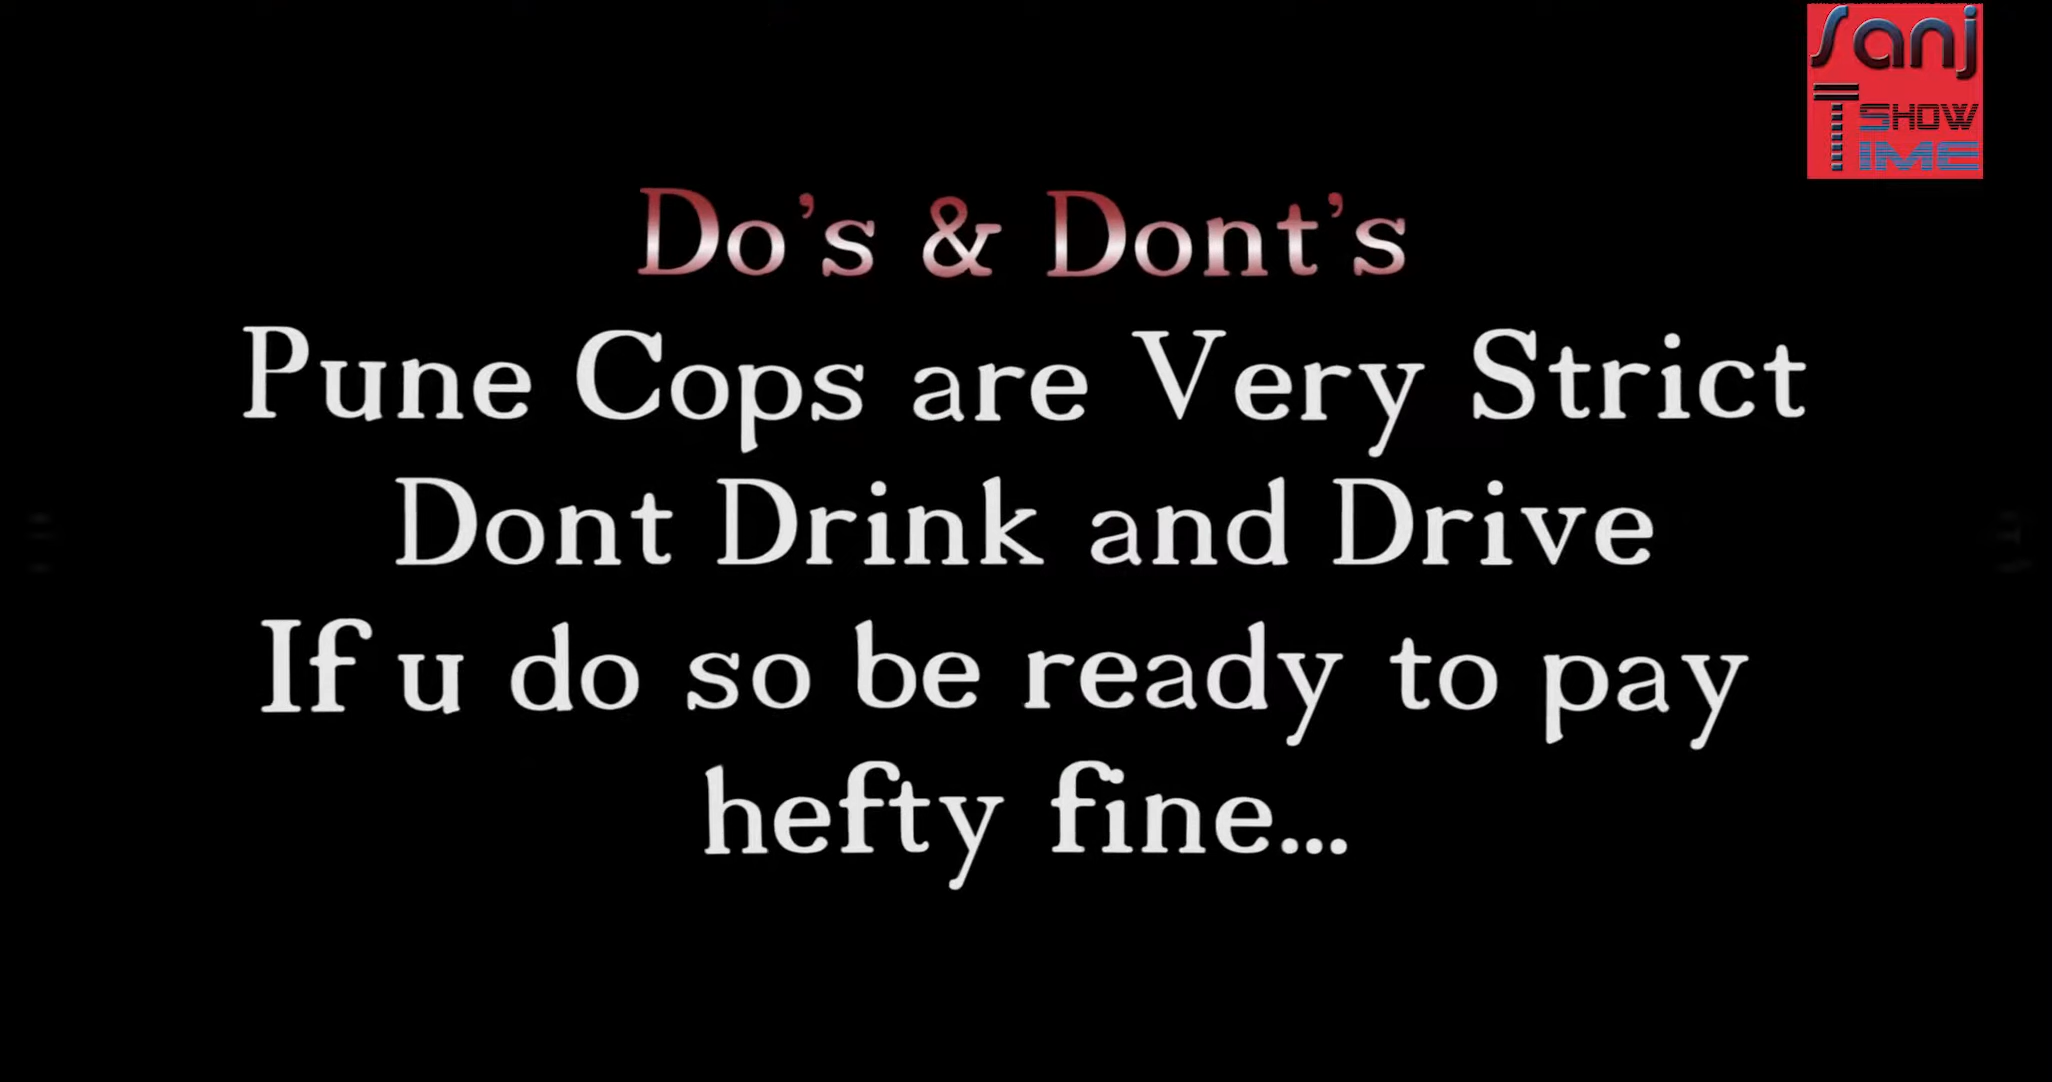 Sanj
SHOW
TIME
Do's & Dont's
Pune Cops are Very Strict
Dont Drink and Drive
If u do so be ready to pay
hefty fine...